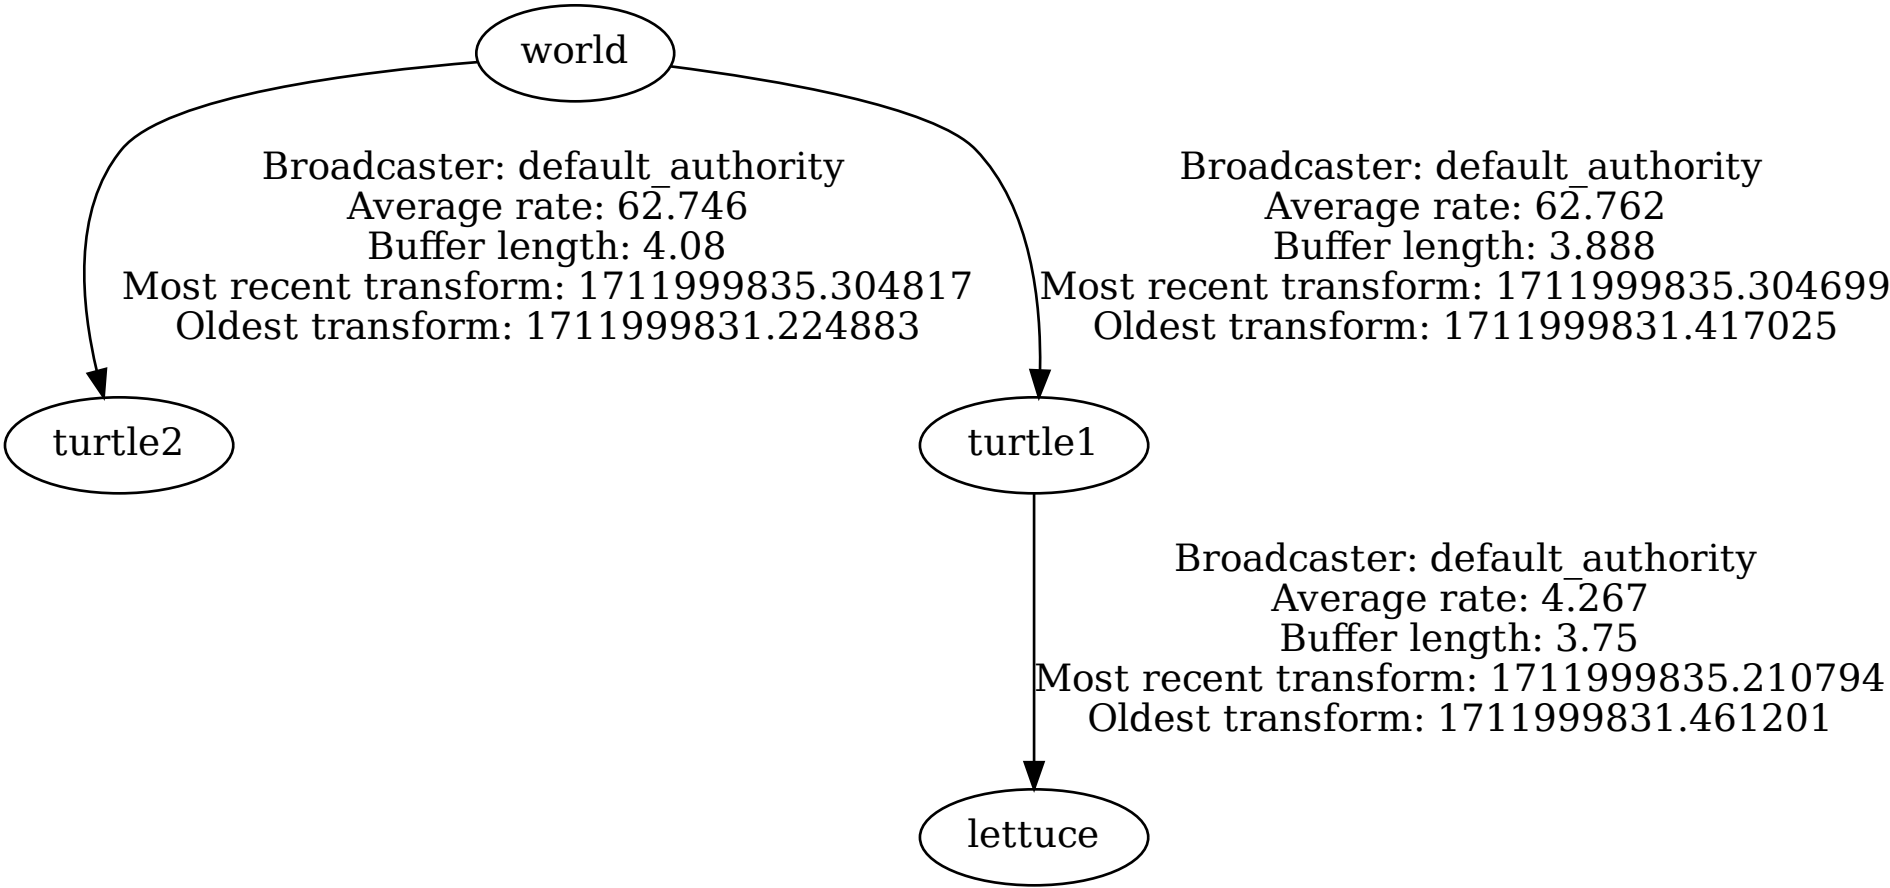 world
Broadcaster: default_authority
Average rate: 62.746
Buffer length: 4.08
Most recent transform: 1711999835.304817
Oldest transform: 1711999831.224883
Broadcaster: default_authority
Average rate: 62.762
Buffer length: 3.888
Most recent transform: 1711999835.304699
Oldest transform: 1711999831.417025
turtle2
turtle1
Broadcaster: default_authority
Average rate: 4.267
Buffer length: 3.75
Most recent transform: 1711999835.210794
Oldest transform: 1711999831.461201
lettuce